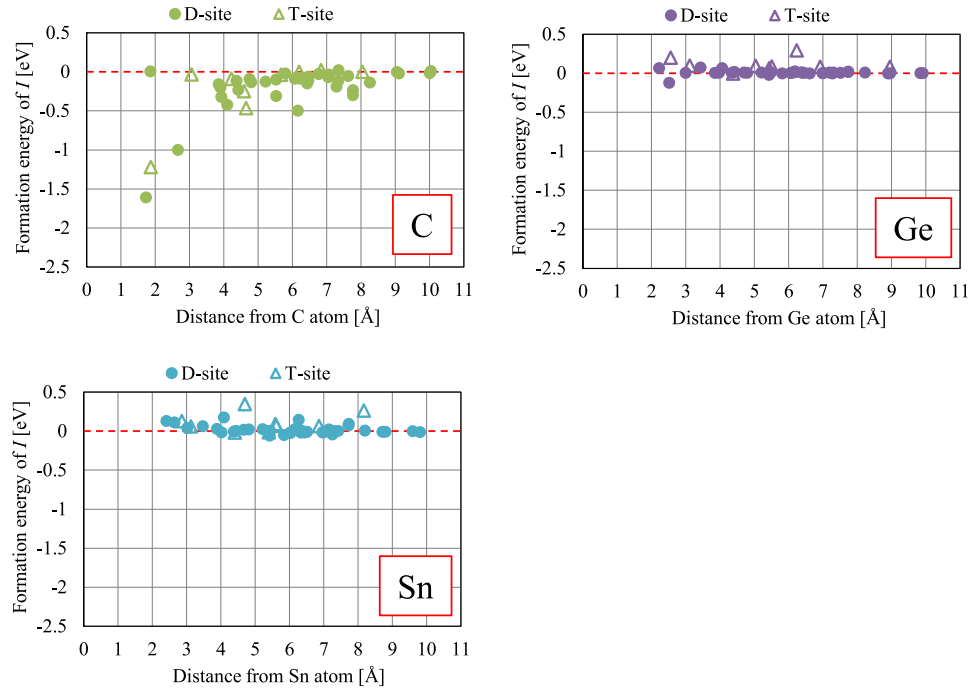 D-site T-site
Formation energy of I [eV]
0.5
0
-0.5
-1
-1.5
-2
-2.5
C
0 1 2 3 4 5 6 7 8 9 10 11
Distance from C atom [Å]
D-site T-site
Formation energy of I [eV]
0.5
0
-0.5
-1
-1.5
-2
-2.5
Ge
0 1 2 3 4 5 6 7 8 9 10 11
Distance from Ge atom [Å]
D-site T-site
Formation energy of I [eV]
0.5
0
-0.5
-1
-1.5
-2
-2.5
Sn
0 1 2 3 4 5 6 7 8 9 10 11
Distance from Sn atom [Å]